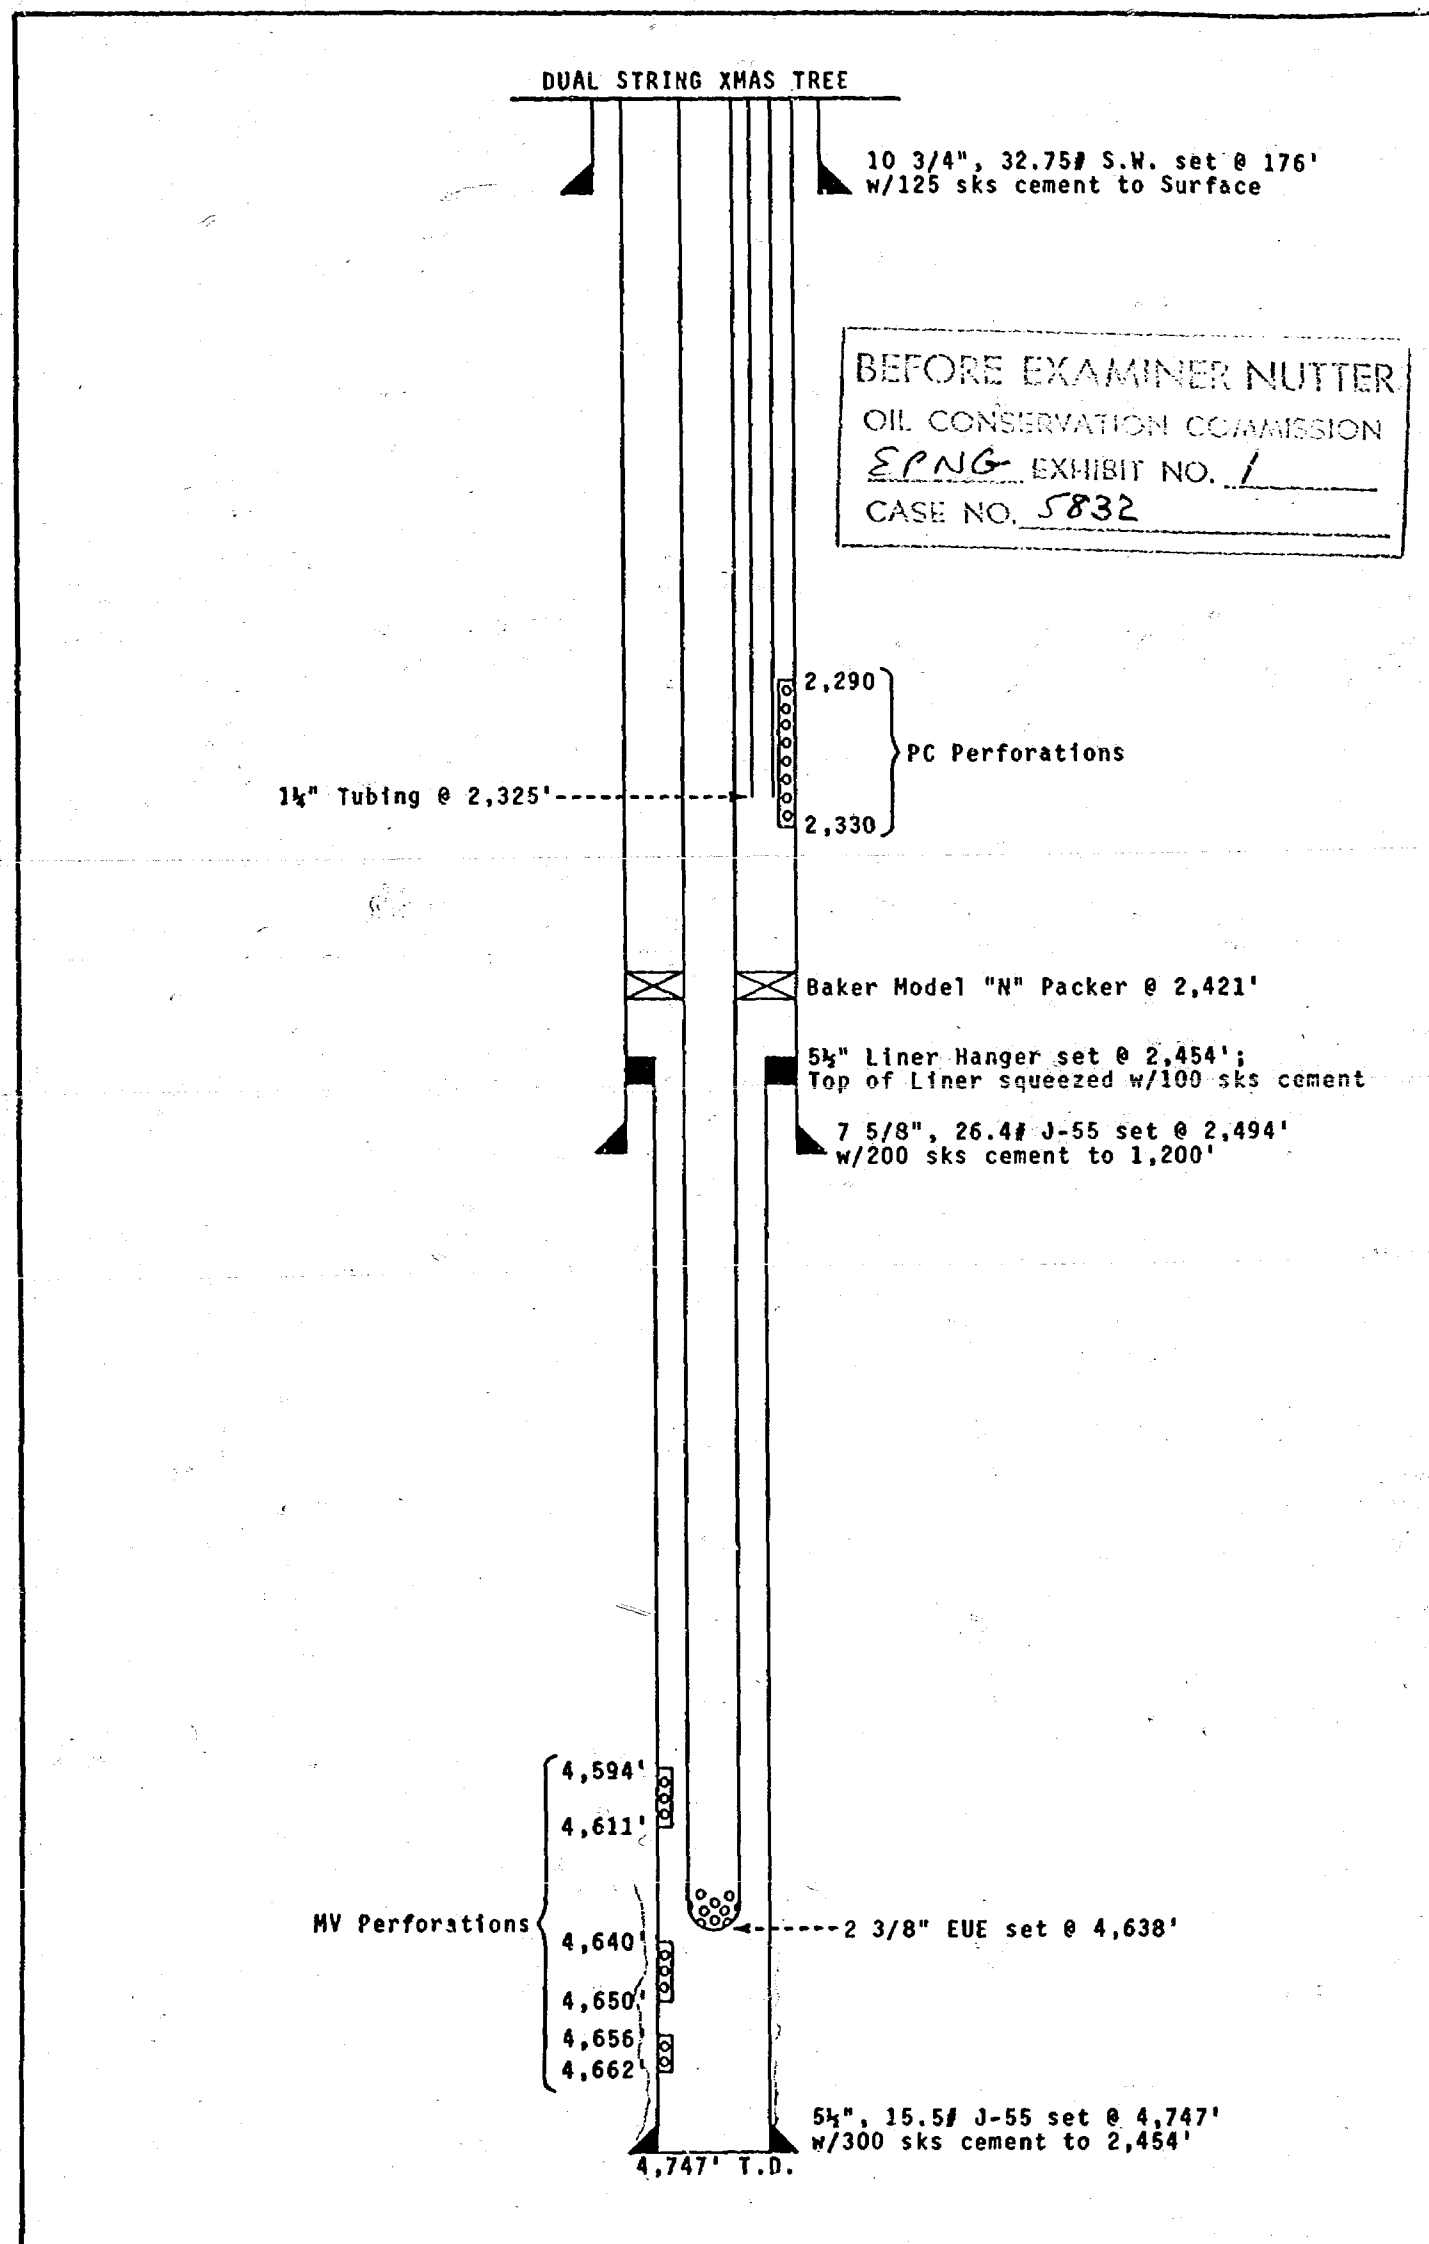 DUAL STRING XMAS TREE
10 3/4", 32.75# S.W. set @ 176'
w/125 sks cement to Surface
BEFORE EXAMINER NUTTER
OIL CONSERVATION COMMISSION
EPNG EXHIBIT NO. 1
CASE NO. 5832
2,290
PC Perforations
1¼" Tubing @ 2,325'
2,330
Baker Model "N" Packer @ 2,421'
5½" Liner Hanger set @ 2,454';
Top of Liner squeezed w/100 sks cement
7 5/8", 26.4# J-55 set @ 2,494'
w/200 sks cement to 1,200'
4,594'
4,611'
MV Perforations
2 3/8" EUE set @ 4,638'
4,640'
4,650'
4,656'
4,662'
5½", 15.5# J-55 set @ 4,747'
w/300 sks cement to 2,454'
4,747' T.D.